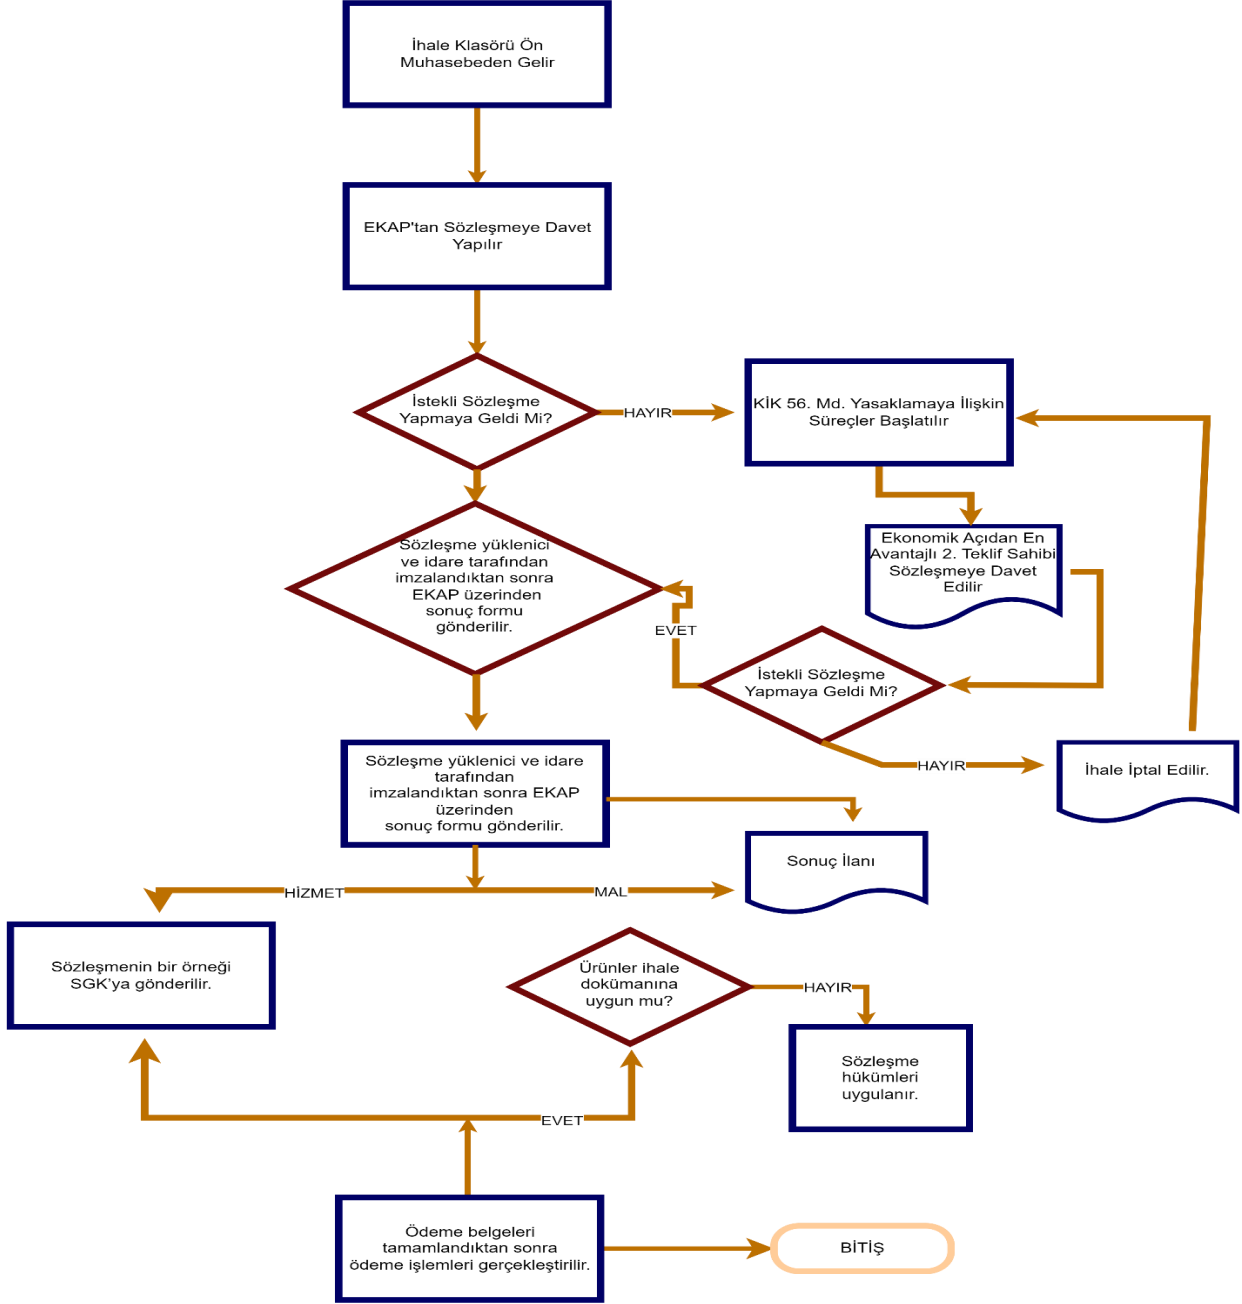 İhale Klasörü Ön
Muhasebeden Gelir
EKAP'tan Sözleşmeye Davet
Yapılır
İstekli Sözleşme
Yapmaya Geldi Mi?
HAYIR
KİK 56. Md. Yasaklamaya İlişkin
Süreçler Başlatılır
Ekonomik Açıdan En
Avantajlı 2. Teklif Sahibi
Sözleşmeye Davet
Edilir
Sözleşme yüklenici
ve idare tarafından
imzalandıktan sonra
EKAP üzerinden
sonuç formu
gönderilir.
EVET
İstekli Sözleşme
Yapmaya Geldi Mi?
HAYIR
İhale İptal Edilir.
Sözleşme yüklenici ve idare
tarafından
imzalandıktan sonra EKAP
üzerinden
sonuç formu gönderilir.
Sonuç İlanı
HİZMET
MAL
Sözleşmenin bir örneği
SGK'ya gönderilir.
Ürünler ihale
dokümanına
uygun mu?
HAYIR
Sözleşme
hükümleri
uygulanır.
EVET
Ödeme belgeleri
tamamlandıktan sonra
ödeme işlemleri gerçekleştirilir.
BİTİŞ